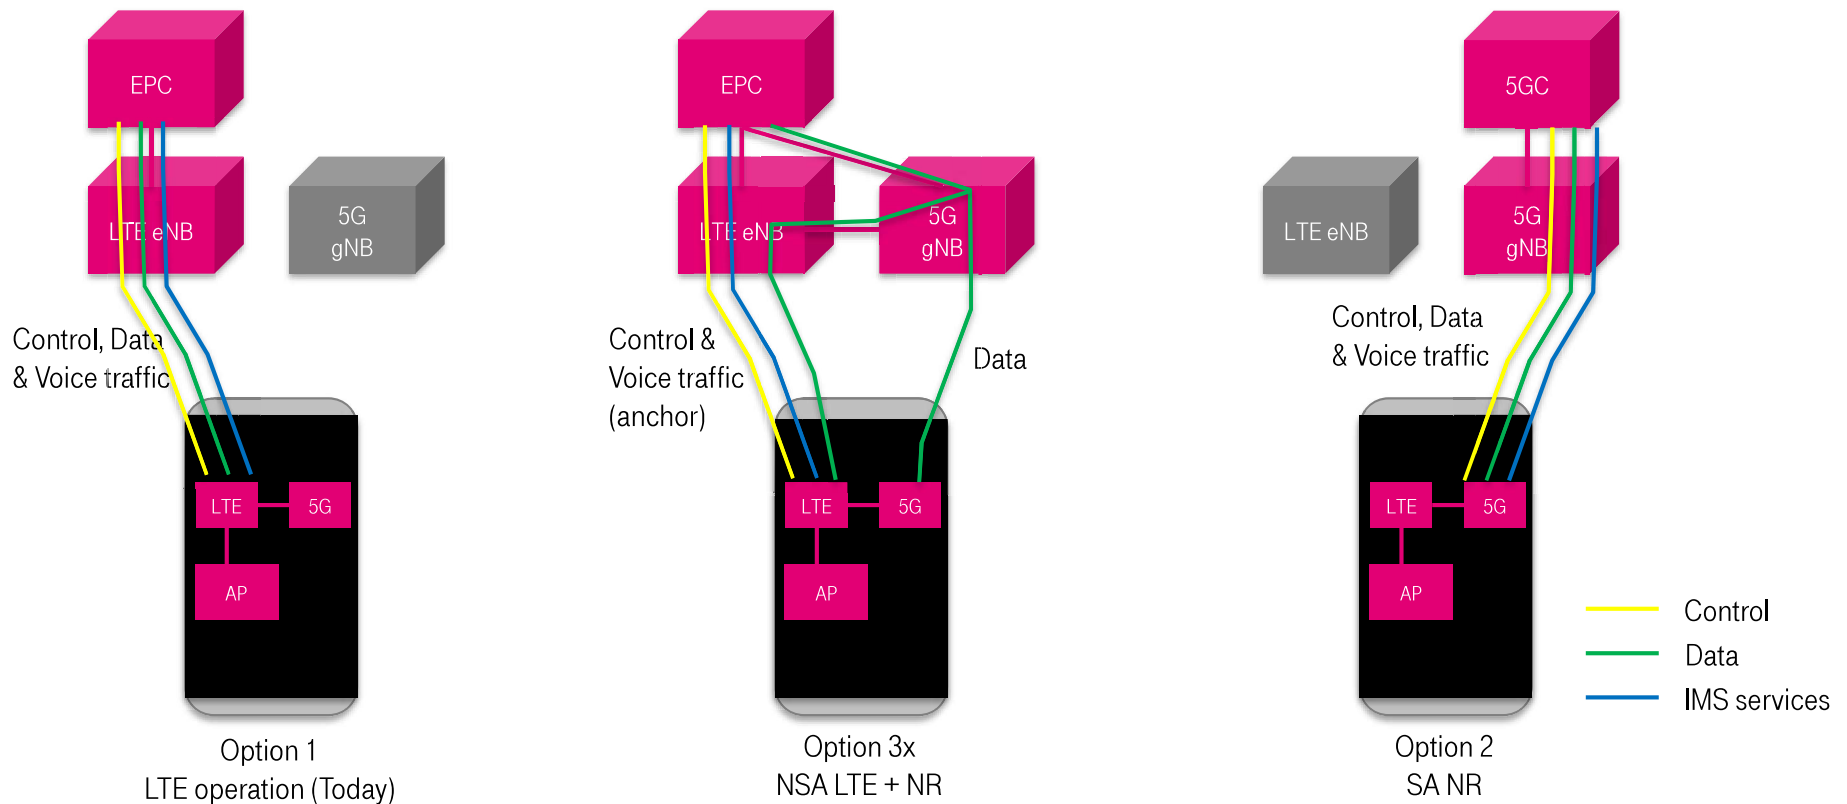 EPC
LTE eNB
5G
gNB
Control, Data
& Voice traffic
LTE
5G
AP
Option 1
LTE operation (Today)
EPC
LTE eNB
5G
gNB
Control &
Voice traffic
(anchor)
Data
LTE
5G
AP
Option 3x
NSA LTE + NR
5GC
LTE eNB
5G
gNB
Control, Data
& Voice traffic
LTE
5G
AP
Option 2
SA NR
Control
Data
IMS services